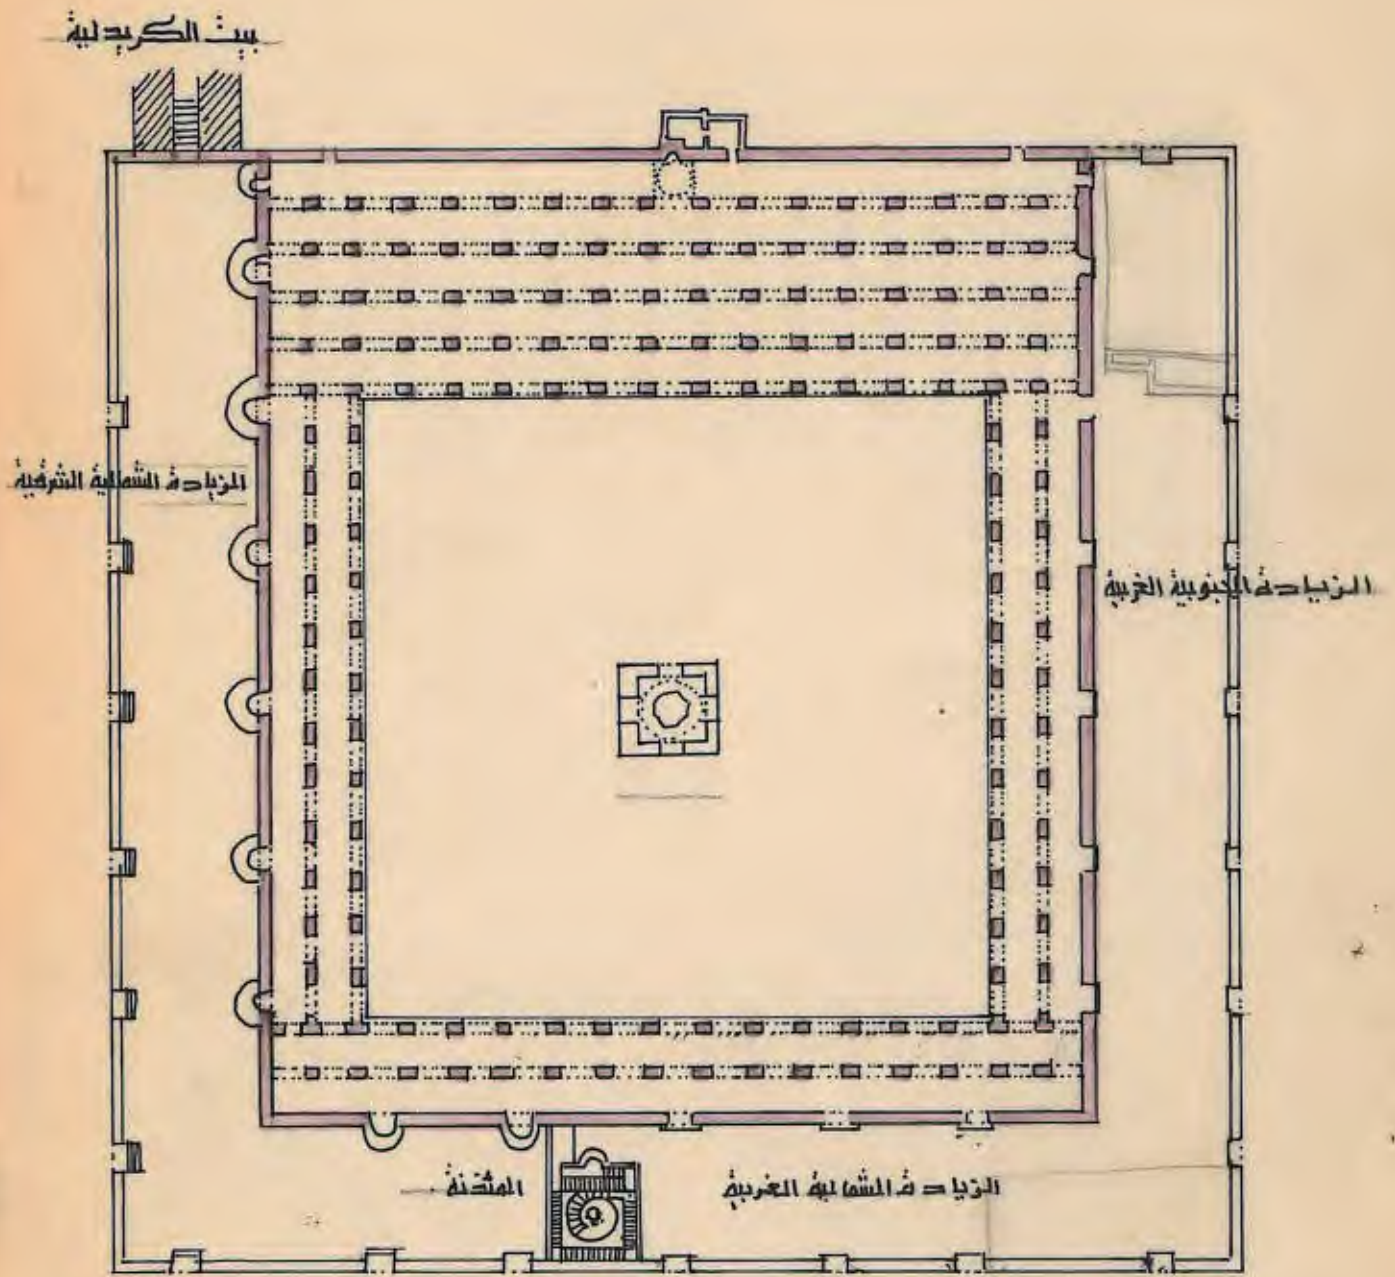 بيت الكريدلية
الزيادة الشمالية الشرقية
الزيادة الجنوبية الغربية
المئذنة
الزيادة الشمالية الغربية